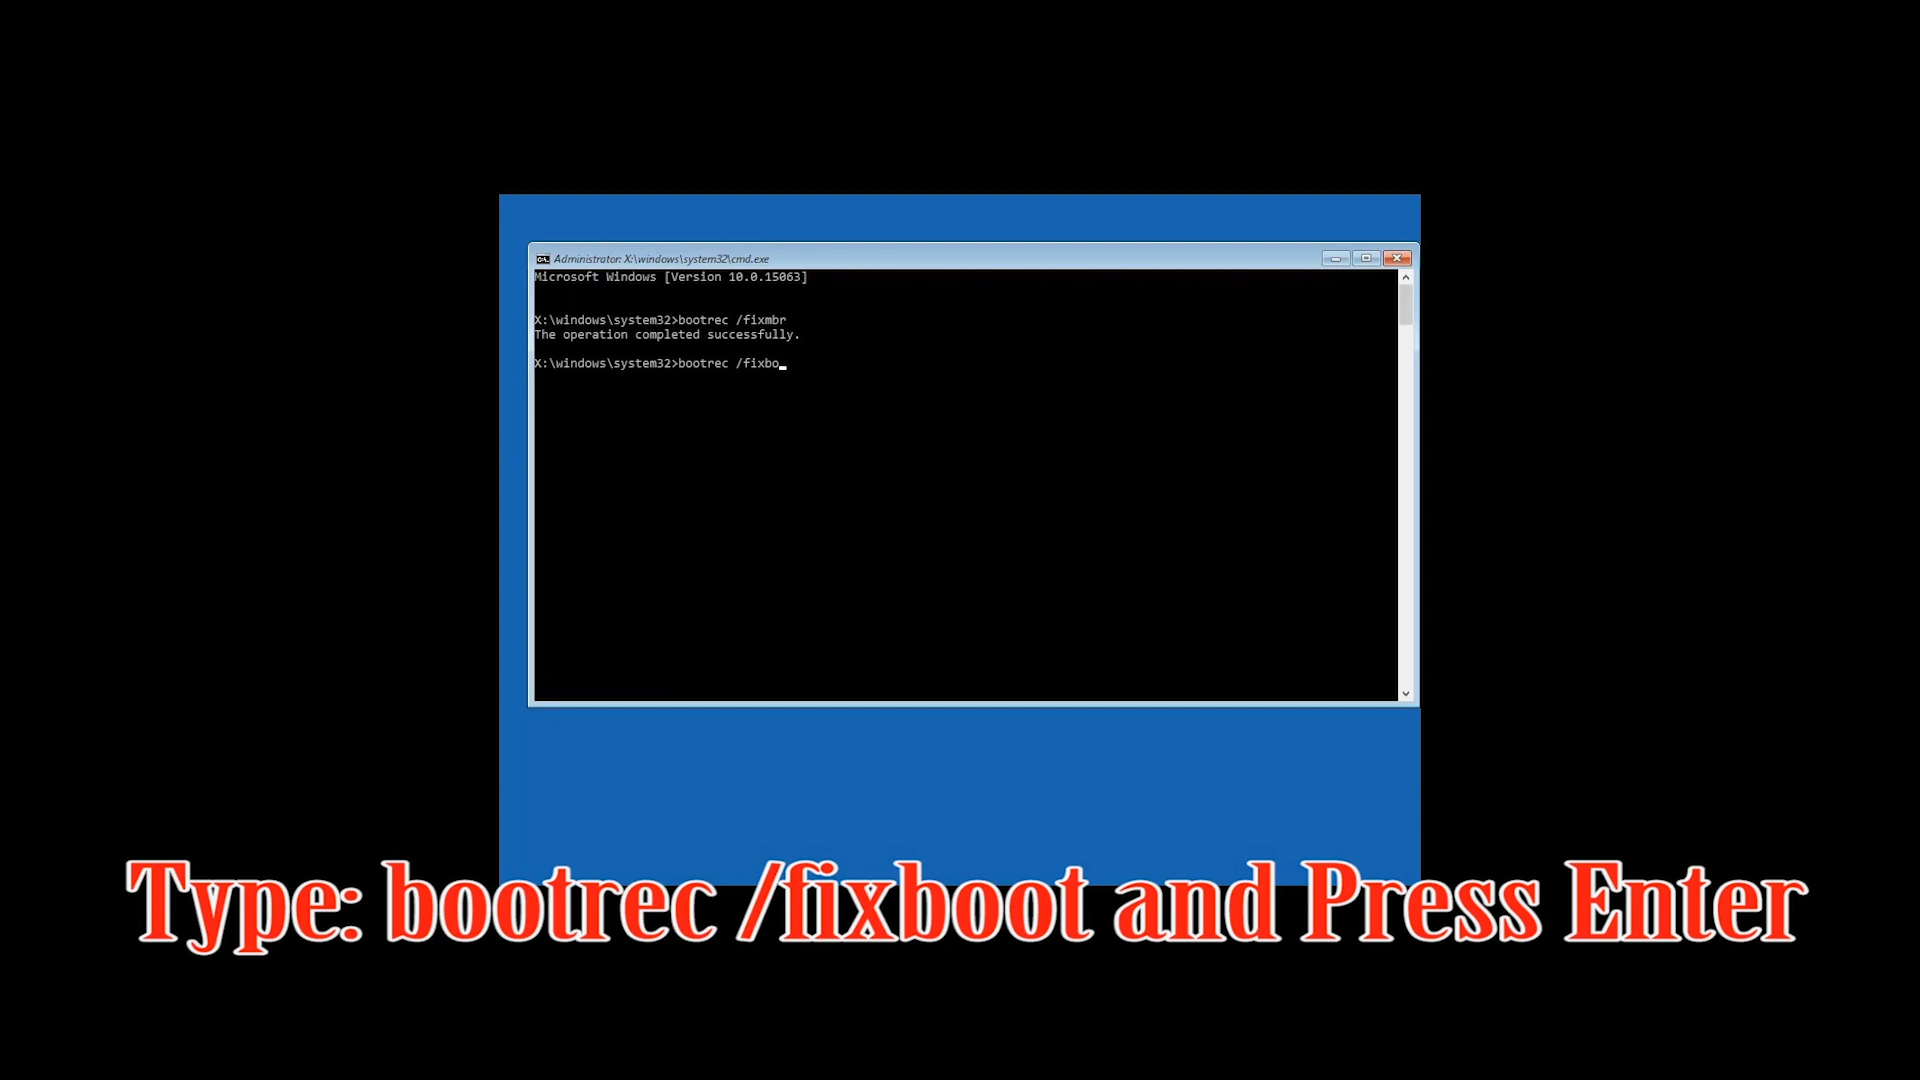 Administrator: X:\windows\system32\cmd.exe
Microsoft Windows [Version 10.0.15063]
X:\windows\system32>bootrec /fixmbr
The operation completed successfully.
X:\windows\system32>bootrec /fixbo
Type: bootrec /fixboot and Press Enter